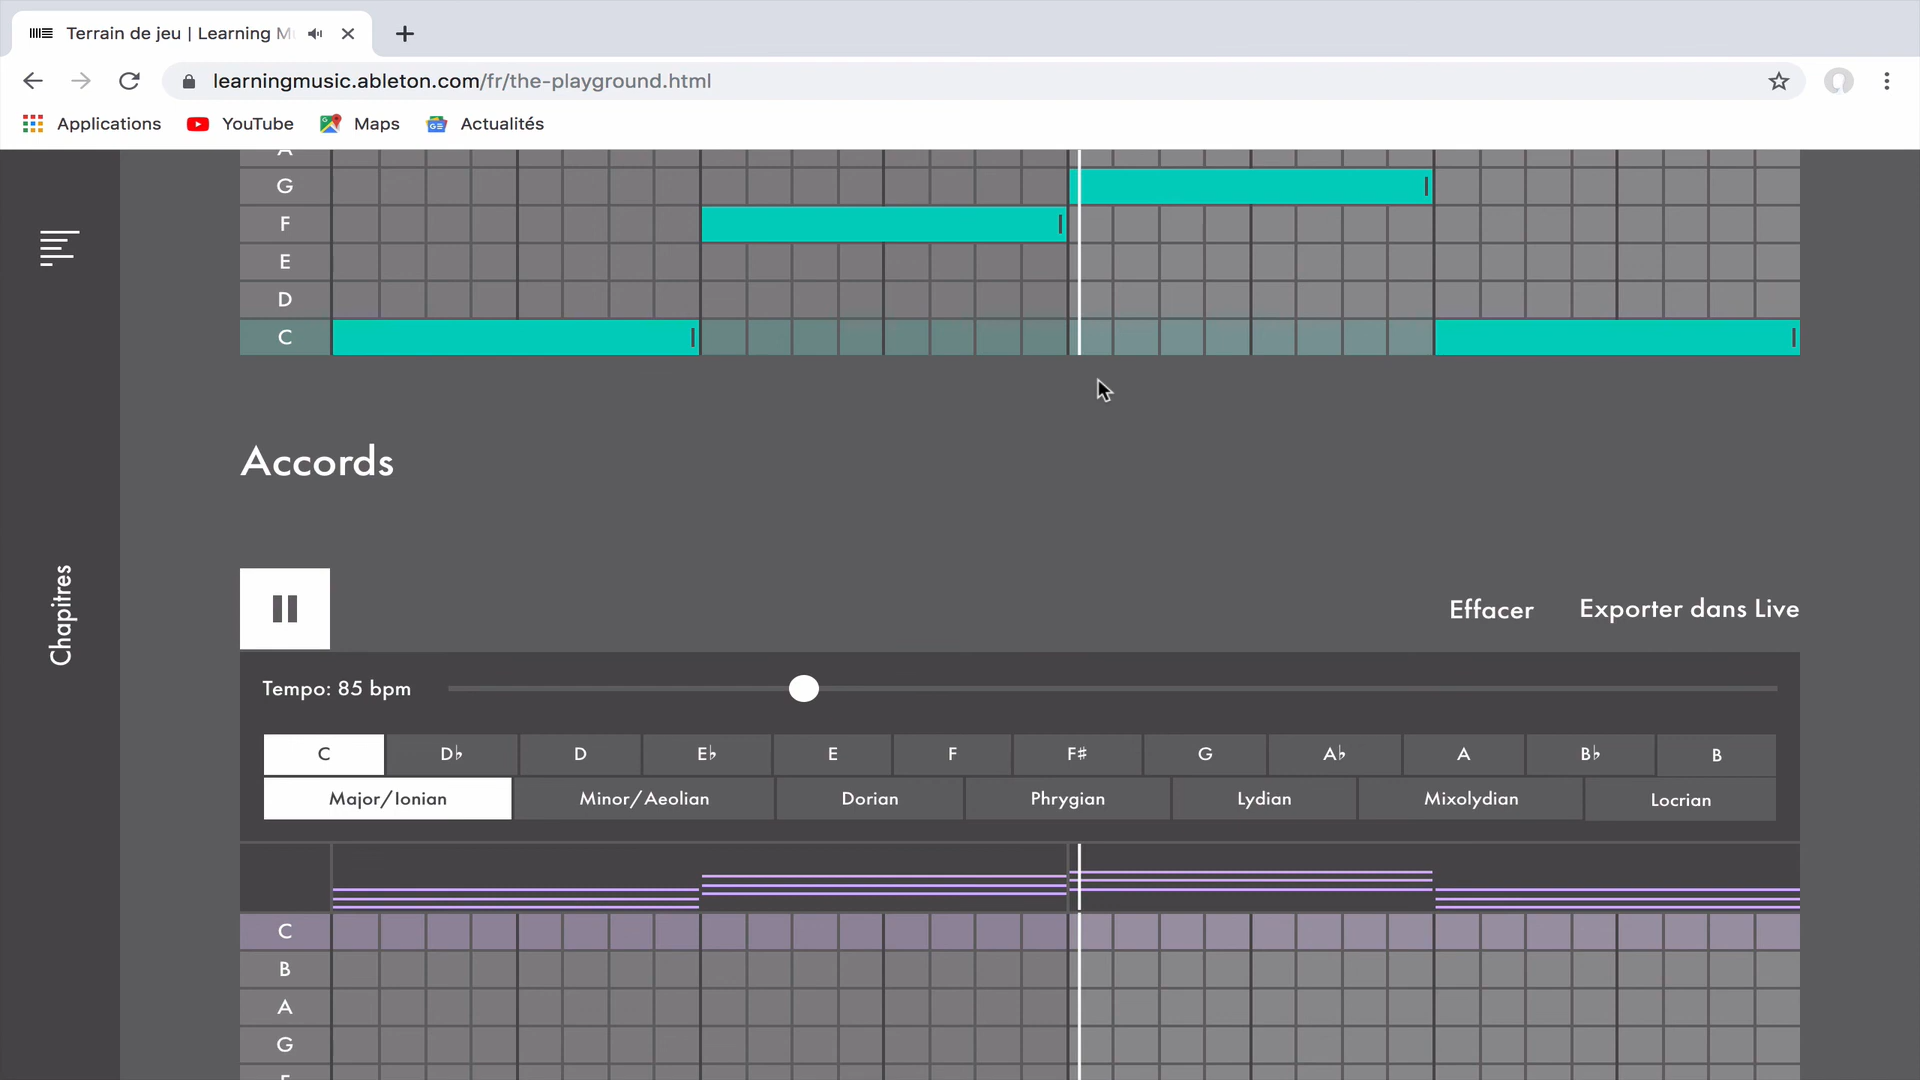 Terrain de jeu | Learning M
learningmusic.ableton.com/fr/the-playground.html
Applications YouTube Maps Actualités
A
G
F
E
D
C
Accords
Chapitres
Effacer Exporter dans Live
Tempo: 85 bpm
C D♭ D E♭ E F F♯ G A♭ A B♭ B
Major/Ionian Minor/Aeolian Dorian Phrygian Lydian Mixolydian Locrian
C
B
A
G